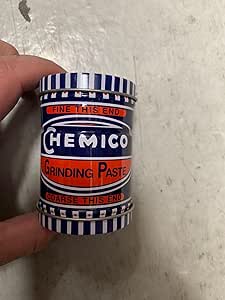 FINE THIS END
CHEMICO
GRINDING PASTE
COARSE THIS END